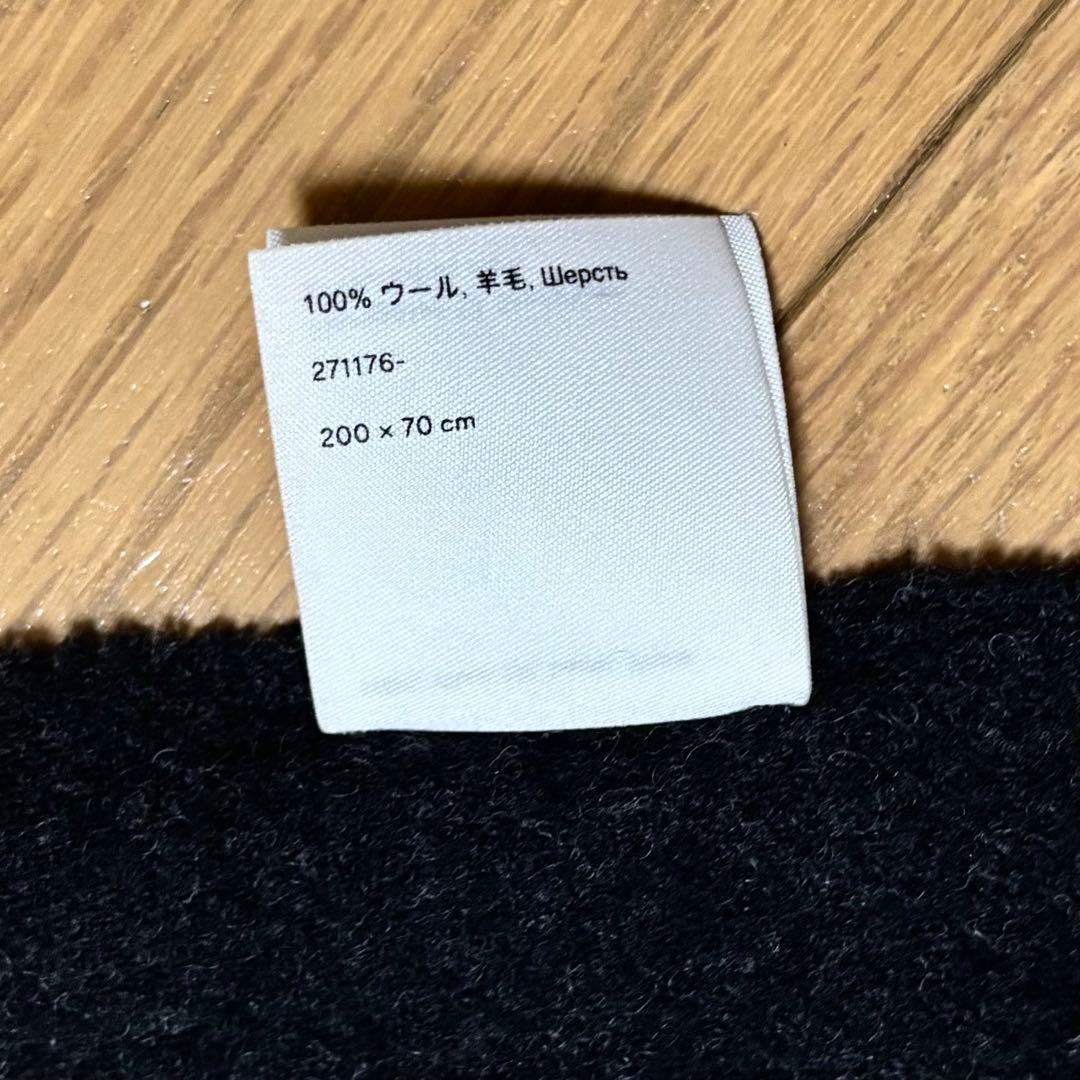 100% ウール, 羊毛, Шерсть
271176-
200 × 70 cm